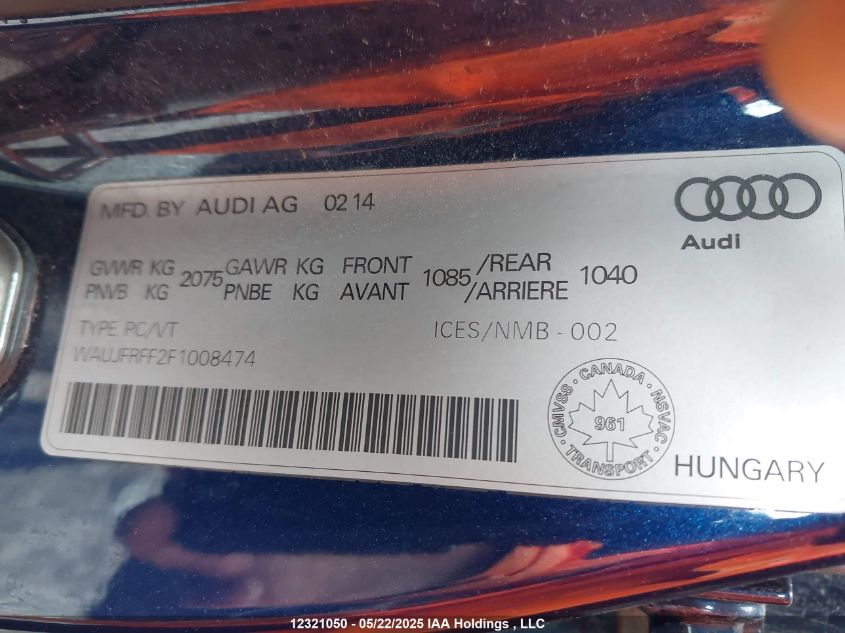 MFD. BY AUDI AG 02 14
Audi
GVWR KG 2075 GAWR KG FRONT 1085 /REAR 1040
PNVB KG PNBE KG AVANT /ARRIERE
TYPE PC/VT ICES/NMB - 002
WAUJFRFF2F1008474
CMVSS · CANADA · NSVAC · TRANSPORT
961
HUNGARY
12321050 - 05/22/2025 IAA Holdings , LLC